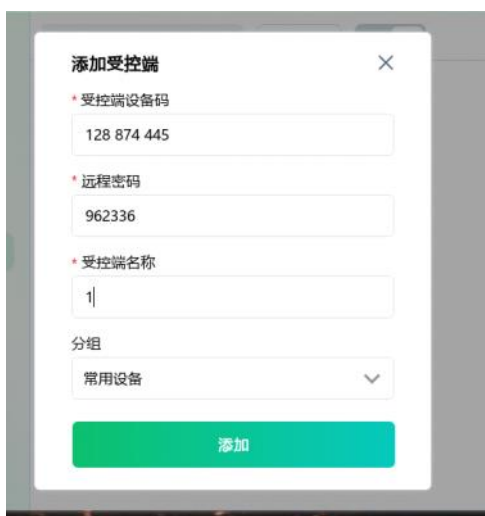 添加受控端
* 受控端设备码
128 874 445
* 远程密码
962336
* 受控端名称
1
分组
常用设备
添加